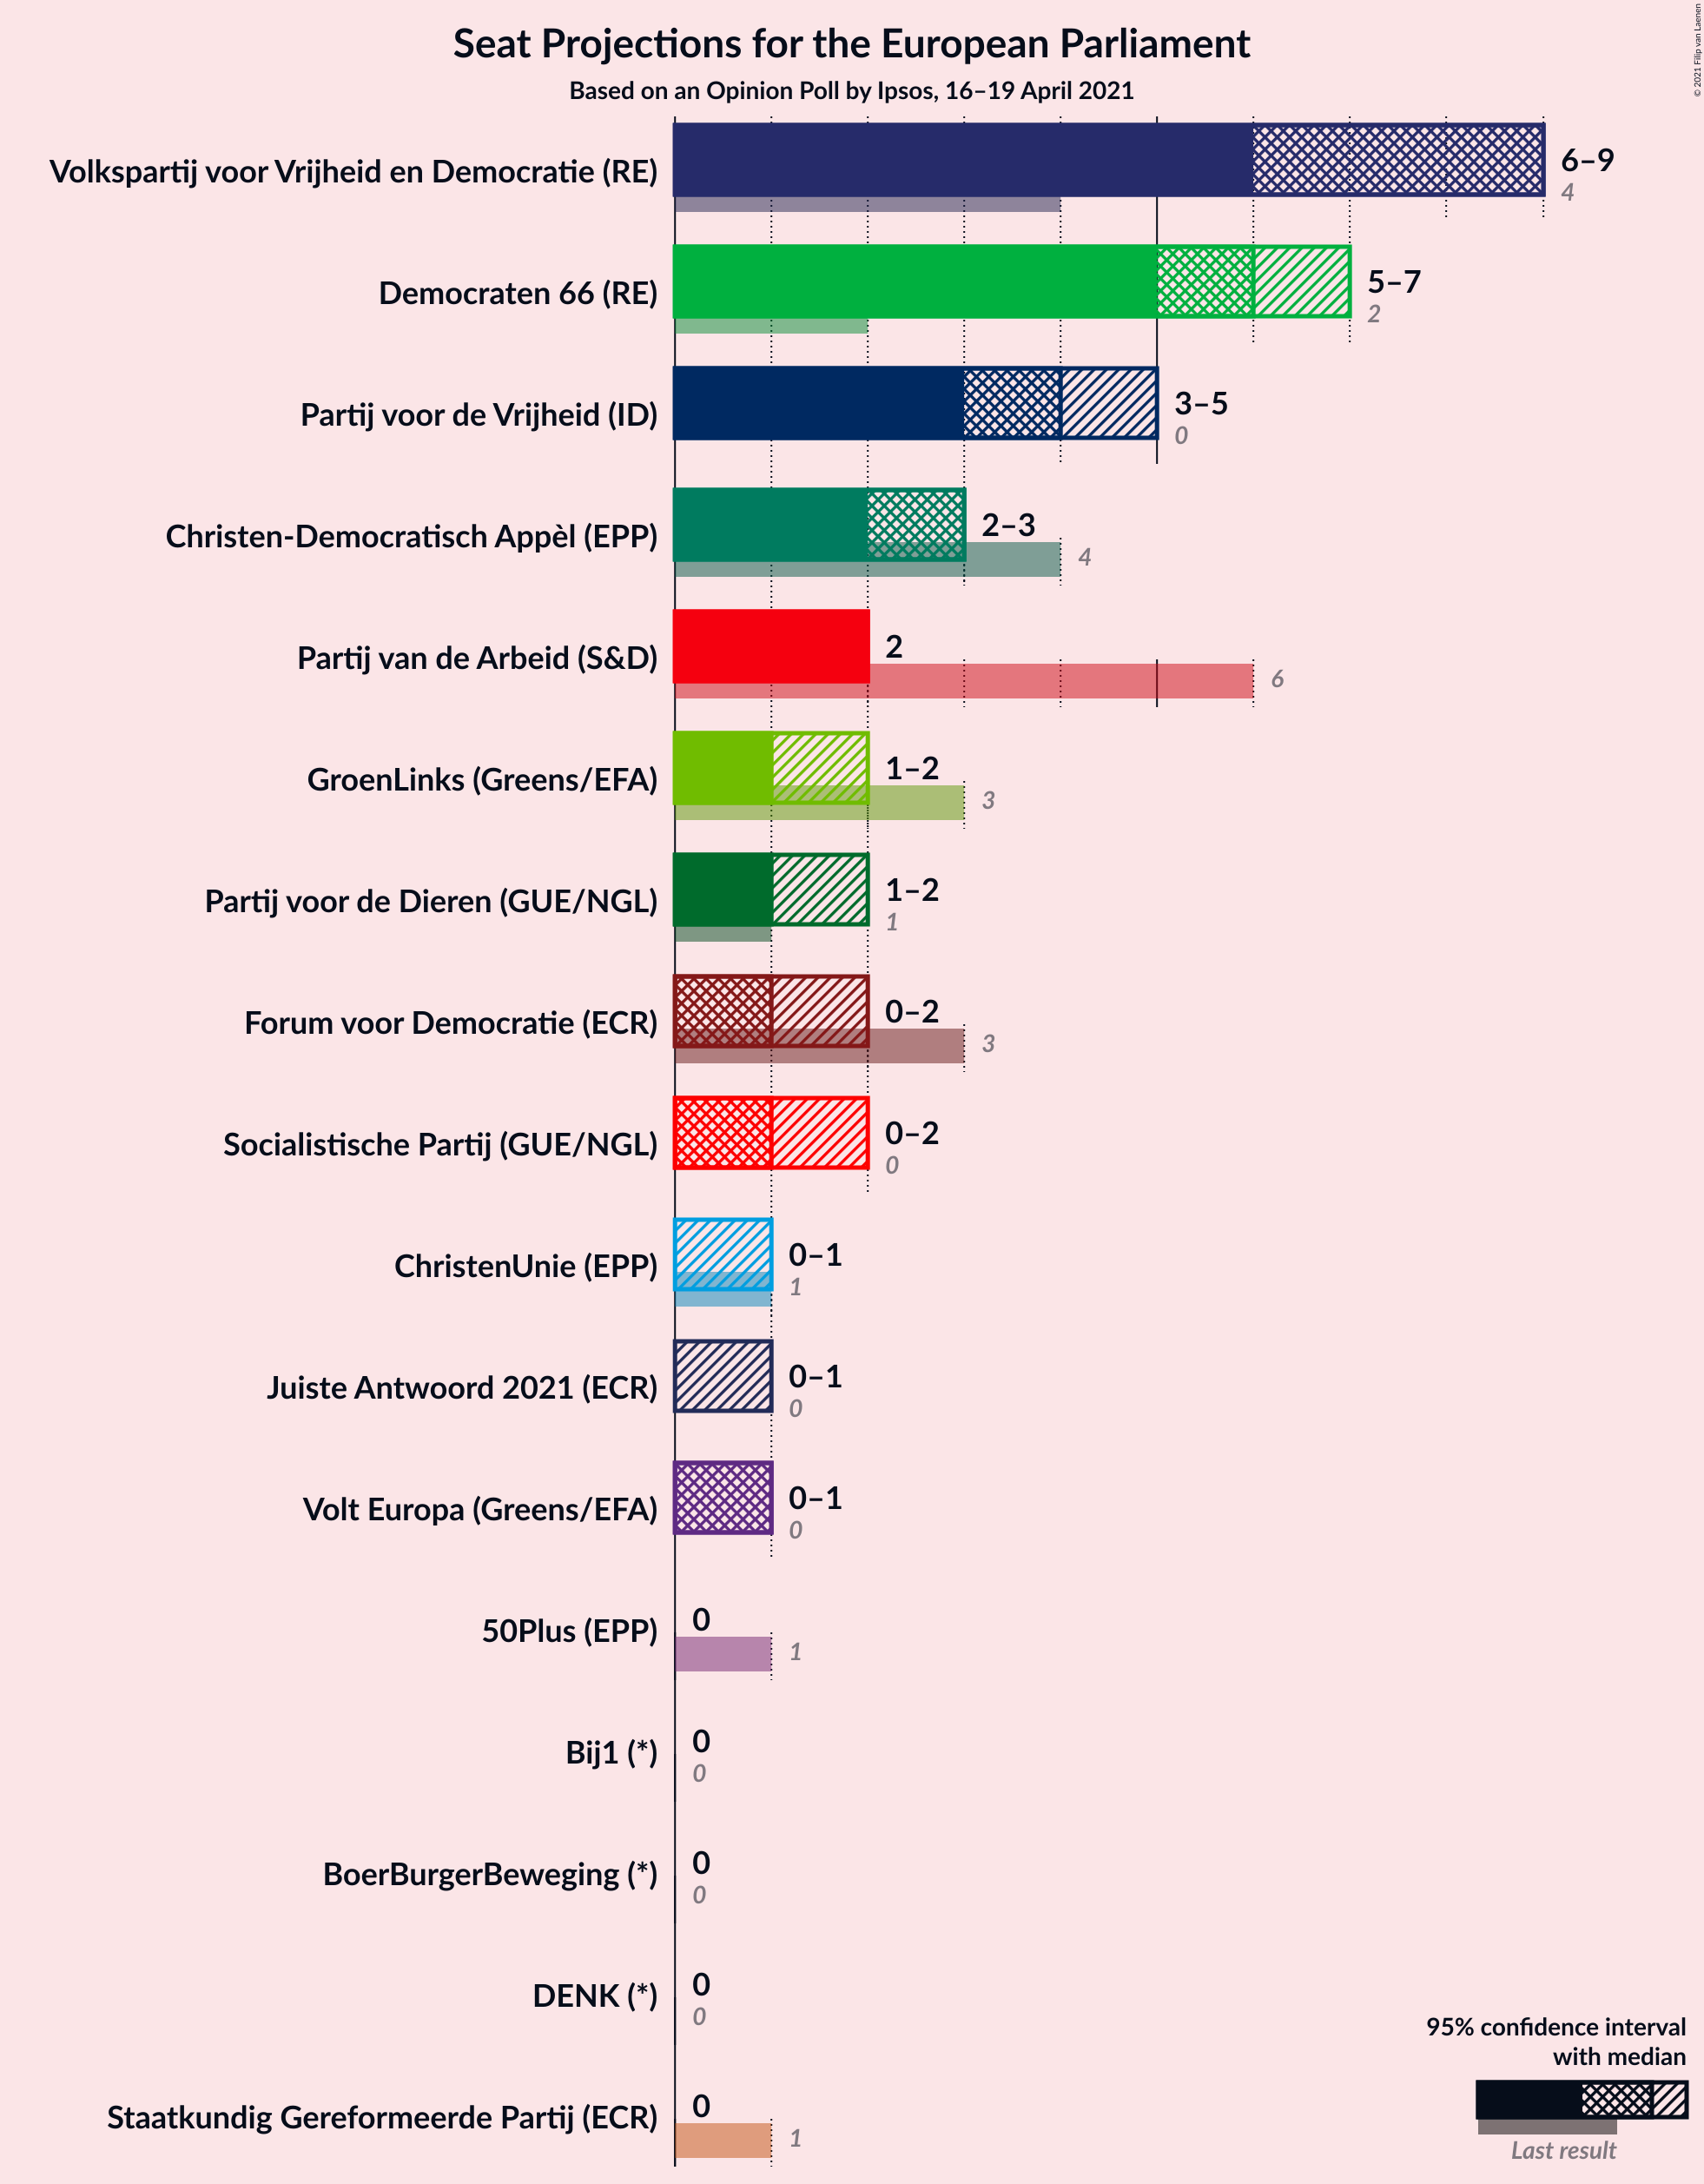 Seat Projections for the European Parliament
Based on an Opinion Poll by Ipsos, 16–19 April 2021
© 2021 Filip van Laenen
Volkspartij voor Vrijheid en Democratie (RE)
6–9
4
Democraten 66 (RE)
5–7
2
Partij voor de Vrijheid (ID)
3–5
0
Christen-Democratisch Appèl (EPP)
2–3
4
Partij van de Arbeid (S&D)
2
6
GroenLinks (Greens/EFA)
1–2
3
Partij voor de Dieren (GUE/NGL)
1–2
1
Forum voor Democratie (ECR)
0–2
3
Socialistische Partij (GUE/NGL)
0–2
0
ChristenUnie (EPP)
0–1
1
Juiste Antwoord 2021 (ECR)
0–1
0
Volt Europa (Greens/EFA)
0–1
0
50Plus (EPP)
0
1
Bij1 (*)
0
0
BoerBurgerBeweging (*)
0
0
DENK (*)
0
0
Staatkundig Gereformeerde Partij (ECR)
0
1
95% confidence interval
with median
Last result